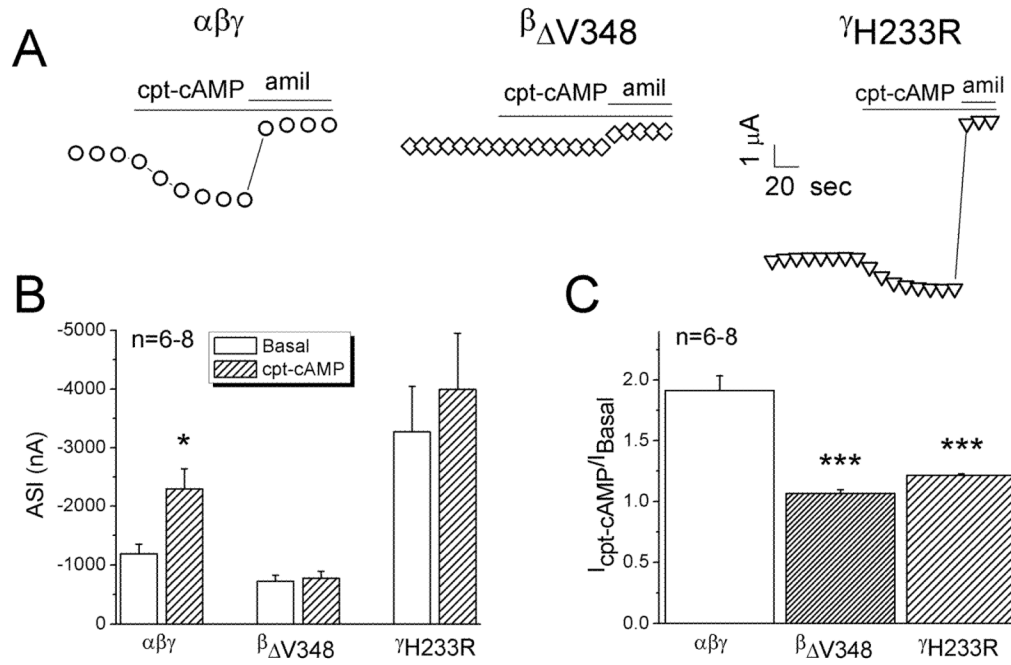 A
αβγ
βΔV348
γH233R
cpt-cAMP
amil
cpt-cAMP
amil
cpt-cAMP
amil
1 μA
20 sec
B
n=6-8
Basal
cpt-cAMP
ASI (nA)
-5000
-4000
-3000
-2000
-1000
0
*
αβγ
βΔV348
γH233R
C
n=6-8
Icpt-cAMP/IBasal
2.0
1.5
1.0
0.5
0.0
***
***
αβγ
βΔV348
γH233R